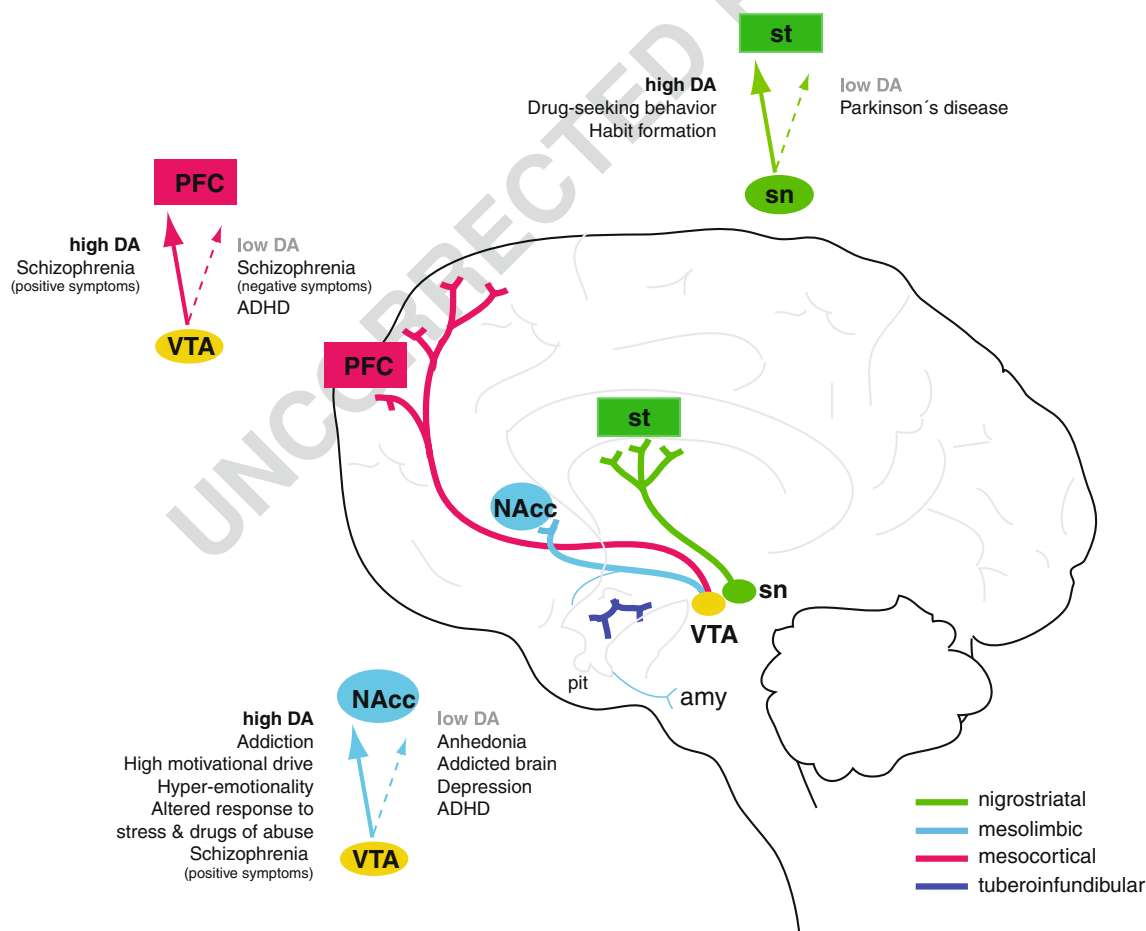 st
high DA
Drug-seeking behavior
Habit formation
low DA
Parkinson´s disease
sn
PFC
high DA
Schizophrenia
(positive symptoms)
low DA
Schizophrenia
(negative symptoms)
ADHD
VTA
UNCORRECTED
PFC
st
NAcc
sn
VTA
pit
amy
NAcc
high DA
Addiction
High motivational drive
Hyper-emotionality
Altered response to
stress & drugs of abuse
Schizophrenia
(positive symptoms)
low DA
Anhedonia
Addicted brain
Depression
ADHD
VTA
nigrostriatal
mesolimbic
mesocortical
tuberoinfundibular